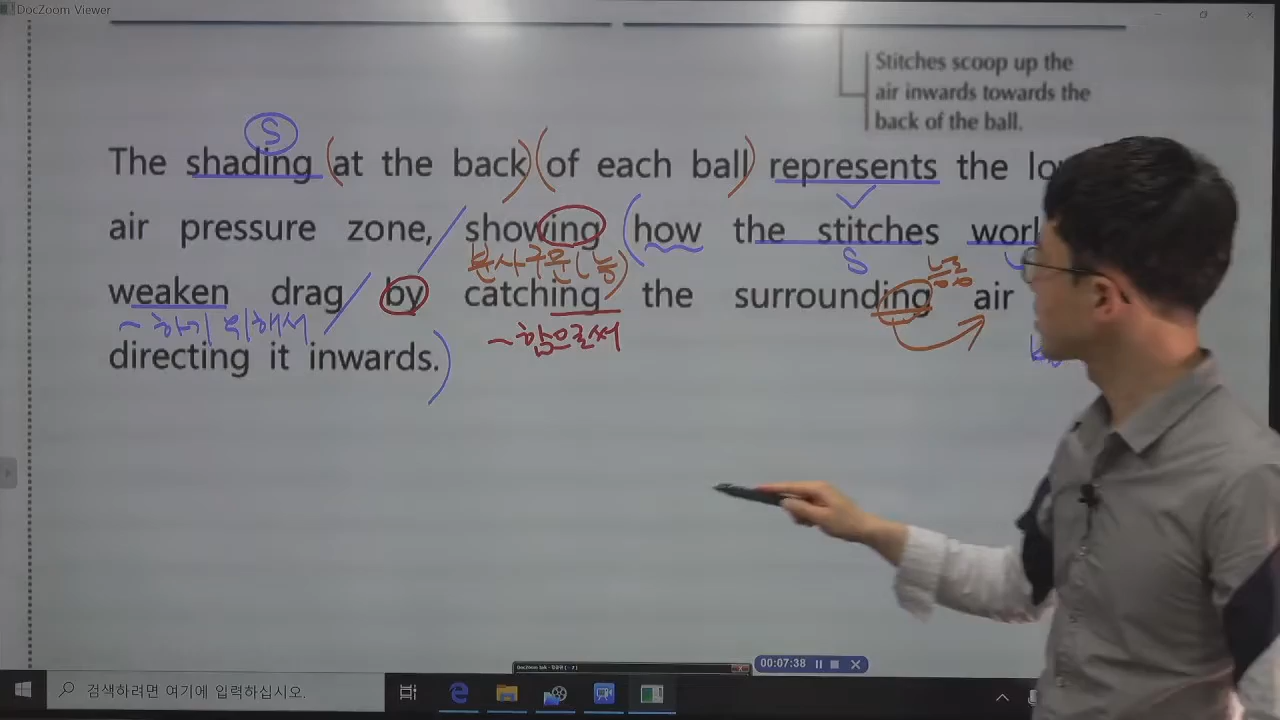 DocZoom Viewer
Stitches scoop up the
air inwards towards the
back of the ball.
S
The shading (at the back) (of each ball) represents the lo
air pressure zone, / showing (how the stitches work
분사구문(능) S 능동
weaken drag / by catching the surrounding air
~하기 위해서 ~함으로써
directing it inwards.)
00:07:38
검색하려면 여기에 입력하십시오.